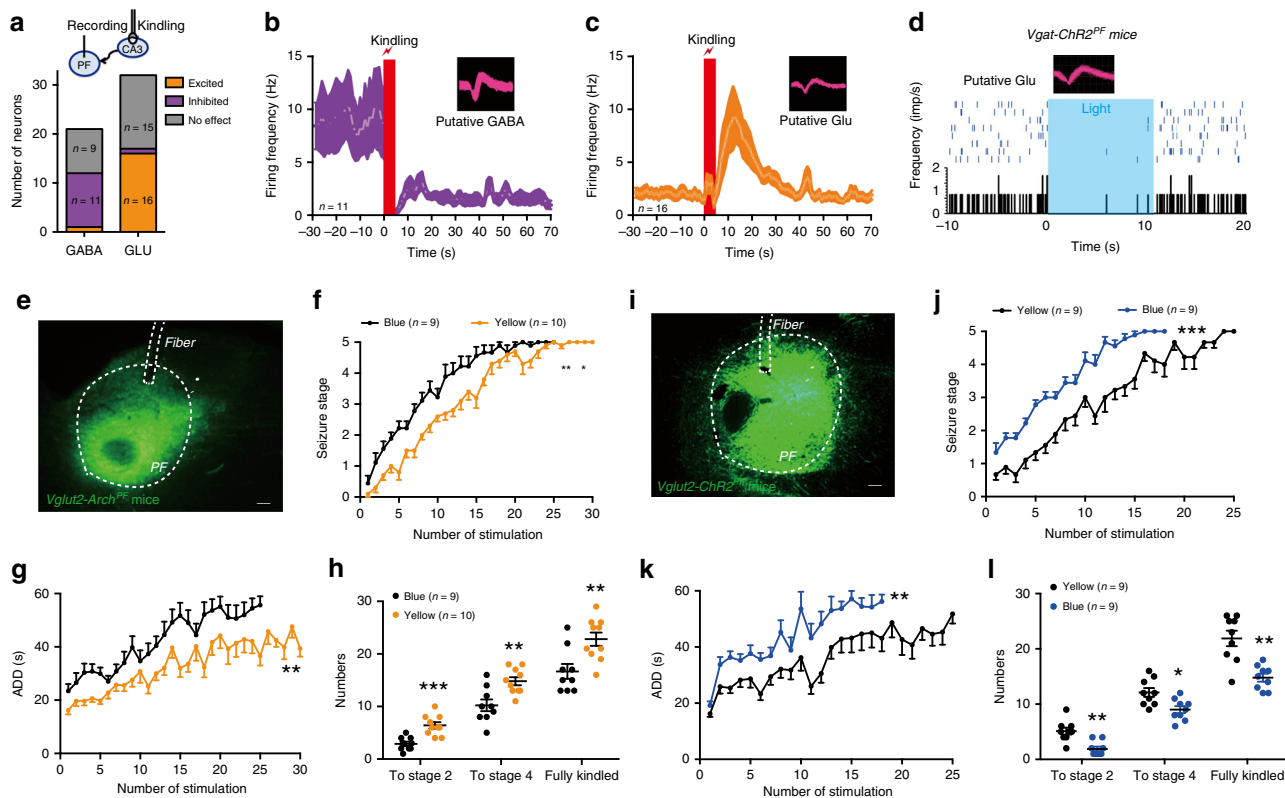 a
Recording
Kindling
PF
CA3
Number of neurons
30
20
10
0
n = 9
n = 11
n = 15
n = 16
GABA
GLU
Excited
Inhibited
No effect
b
Kindling
Putative GABA
Firing frequency (Hz)
15
10
5
0
n = 11
−30 −20 −10 0 10 20 30 40 50 60 70
Time (s)
c
Kindling
Putative Glu
Firing frequency (Hz)
15
10
5
0
n = 16
−30 −20 −10 0 10 20 30 40 50 60 70
Time (s)
d
Vgat-ChR2PF mice
Putative Glu
Light
Frequency (imp/s)
2
1
0
−10 0 10 20
Time (s)
e
Fiber
PF
Vglut2-ArchPF mice
f
Blue (n = 9)
Yellow (n = 10)
Seizure stage
5
4
3
2
1
0
** *
0 5 10 15 20 25 30
Number of stimulation
i
Fiber
PF
Vglut2-ChR2 mice
j
Yellow (n = 9)
Blue (n = 9)
Seizure stage
5
4
3
2
1
0
***
0 5 10 15 20 25
Number of stimulation
g
ADD (s)
60
40
20
0
**
0 5 10 15 20 25 30
Number of stimulation
h
Blue (n = 9)
Yellow (n = 10)
Numbers
30
20
10
0
***
**
**
To stage 2 To stage 4 Fully kindled
k
ADD (s)
60
40
20
0
**
0 5 10 15 20 25
Number of stimulation
l
Yellow (n = 9)
Blue (n = 9)
Numbers
30
20
10
0
**
*
**
To stage 2 To stage 4 Fully kindled